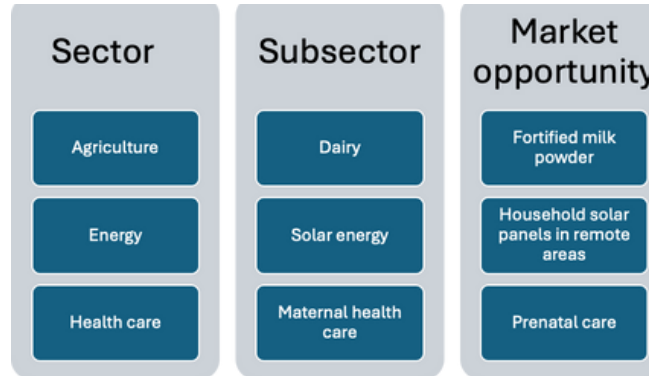 Sector
Agriculture
Energy
Health care
Subsector
Dairy
Solar energy
Maternal health
care
Market
opportunity
Fortified milk
powder
Household solar
panels in remote
areas
Prenatal care